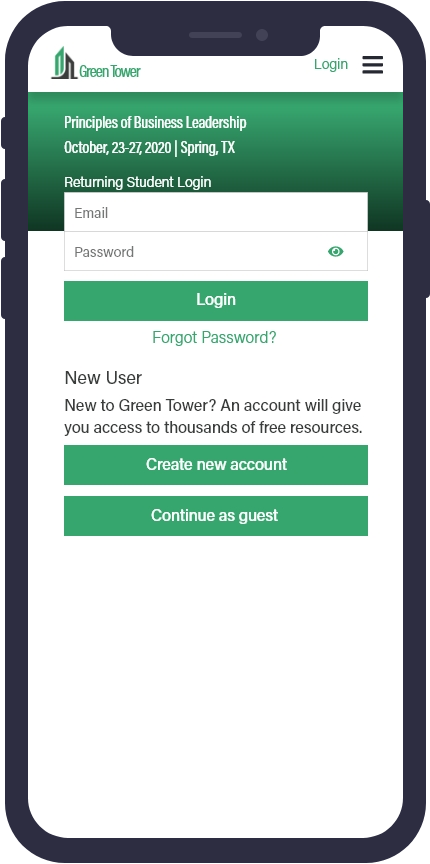 Green Tower
Login
Principles of Business Leadership
October, 23-27, 2020 | Spring, TX
Returning Student Login
Email
Password
Login
Forgot Password?
New User
New to Green Tower? An account will give
you access to thousands of free resources.
Create new account
Continue as guest